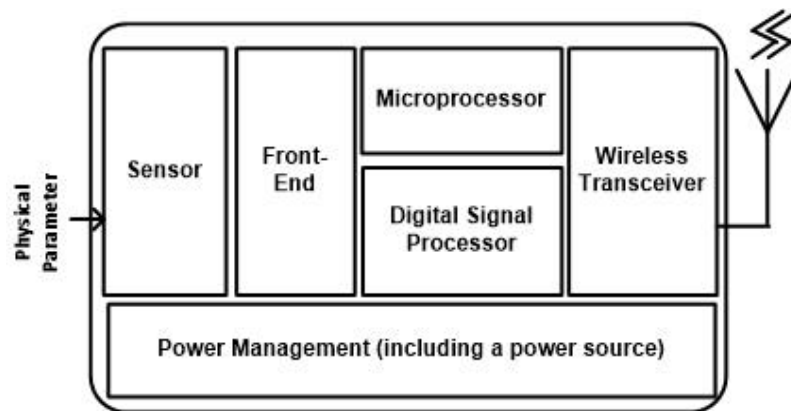 Physical
Parameter
Sensor
Front-
End
Microprocessor
Digital Signal
Processor
Wireless
Transceiver
Power Management (including a power source)